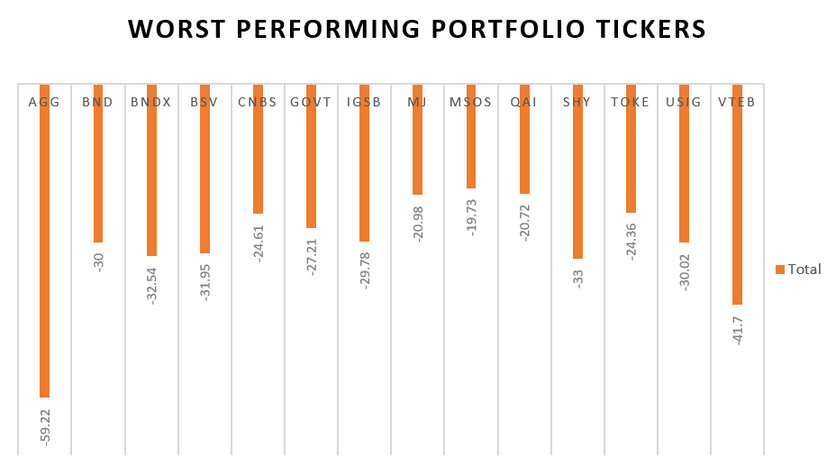 WORST PERFORMING PORTFOLIO TICKERS
AGG BND BNDX BSV CNBS GOVT IGSB MJ MSOS QAI SHY TOKE USIG VTEB
-59.22 -30 -32.54 -31.95 -24.61 -27.21 -29.78 -20.98 -19.73 -20.72 -33 -24.36 -30.02 -41.7
Total